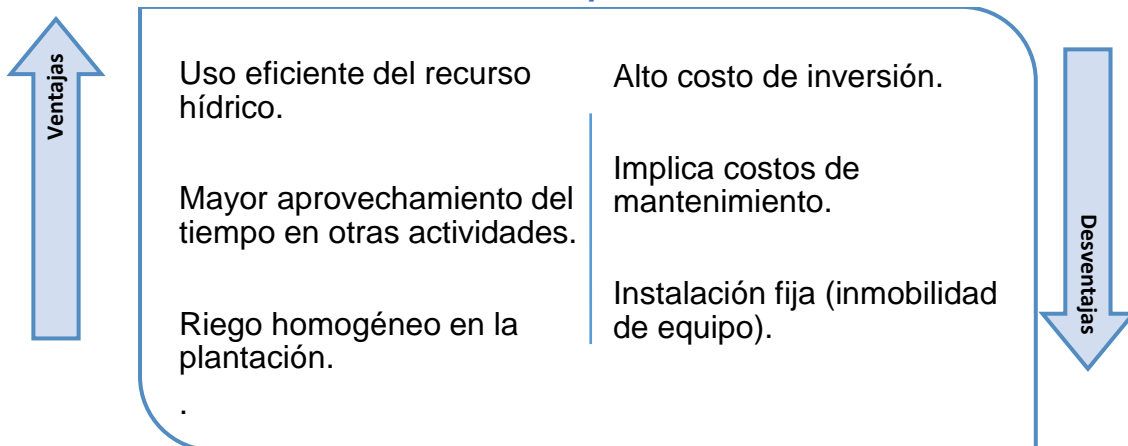 Ventajas
Uso eficiente del recurso
hídrico.
Mayor aprovechamiento del
tiempo en otras actividades.
Riego homogéneo en la
plantación.
.
Alto costo de inversión.
Implica costos de
mantenimiento.
Instalación fija (inmobilidad
de equipo).
Desventajas